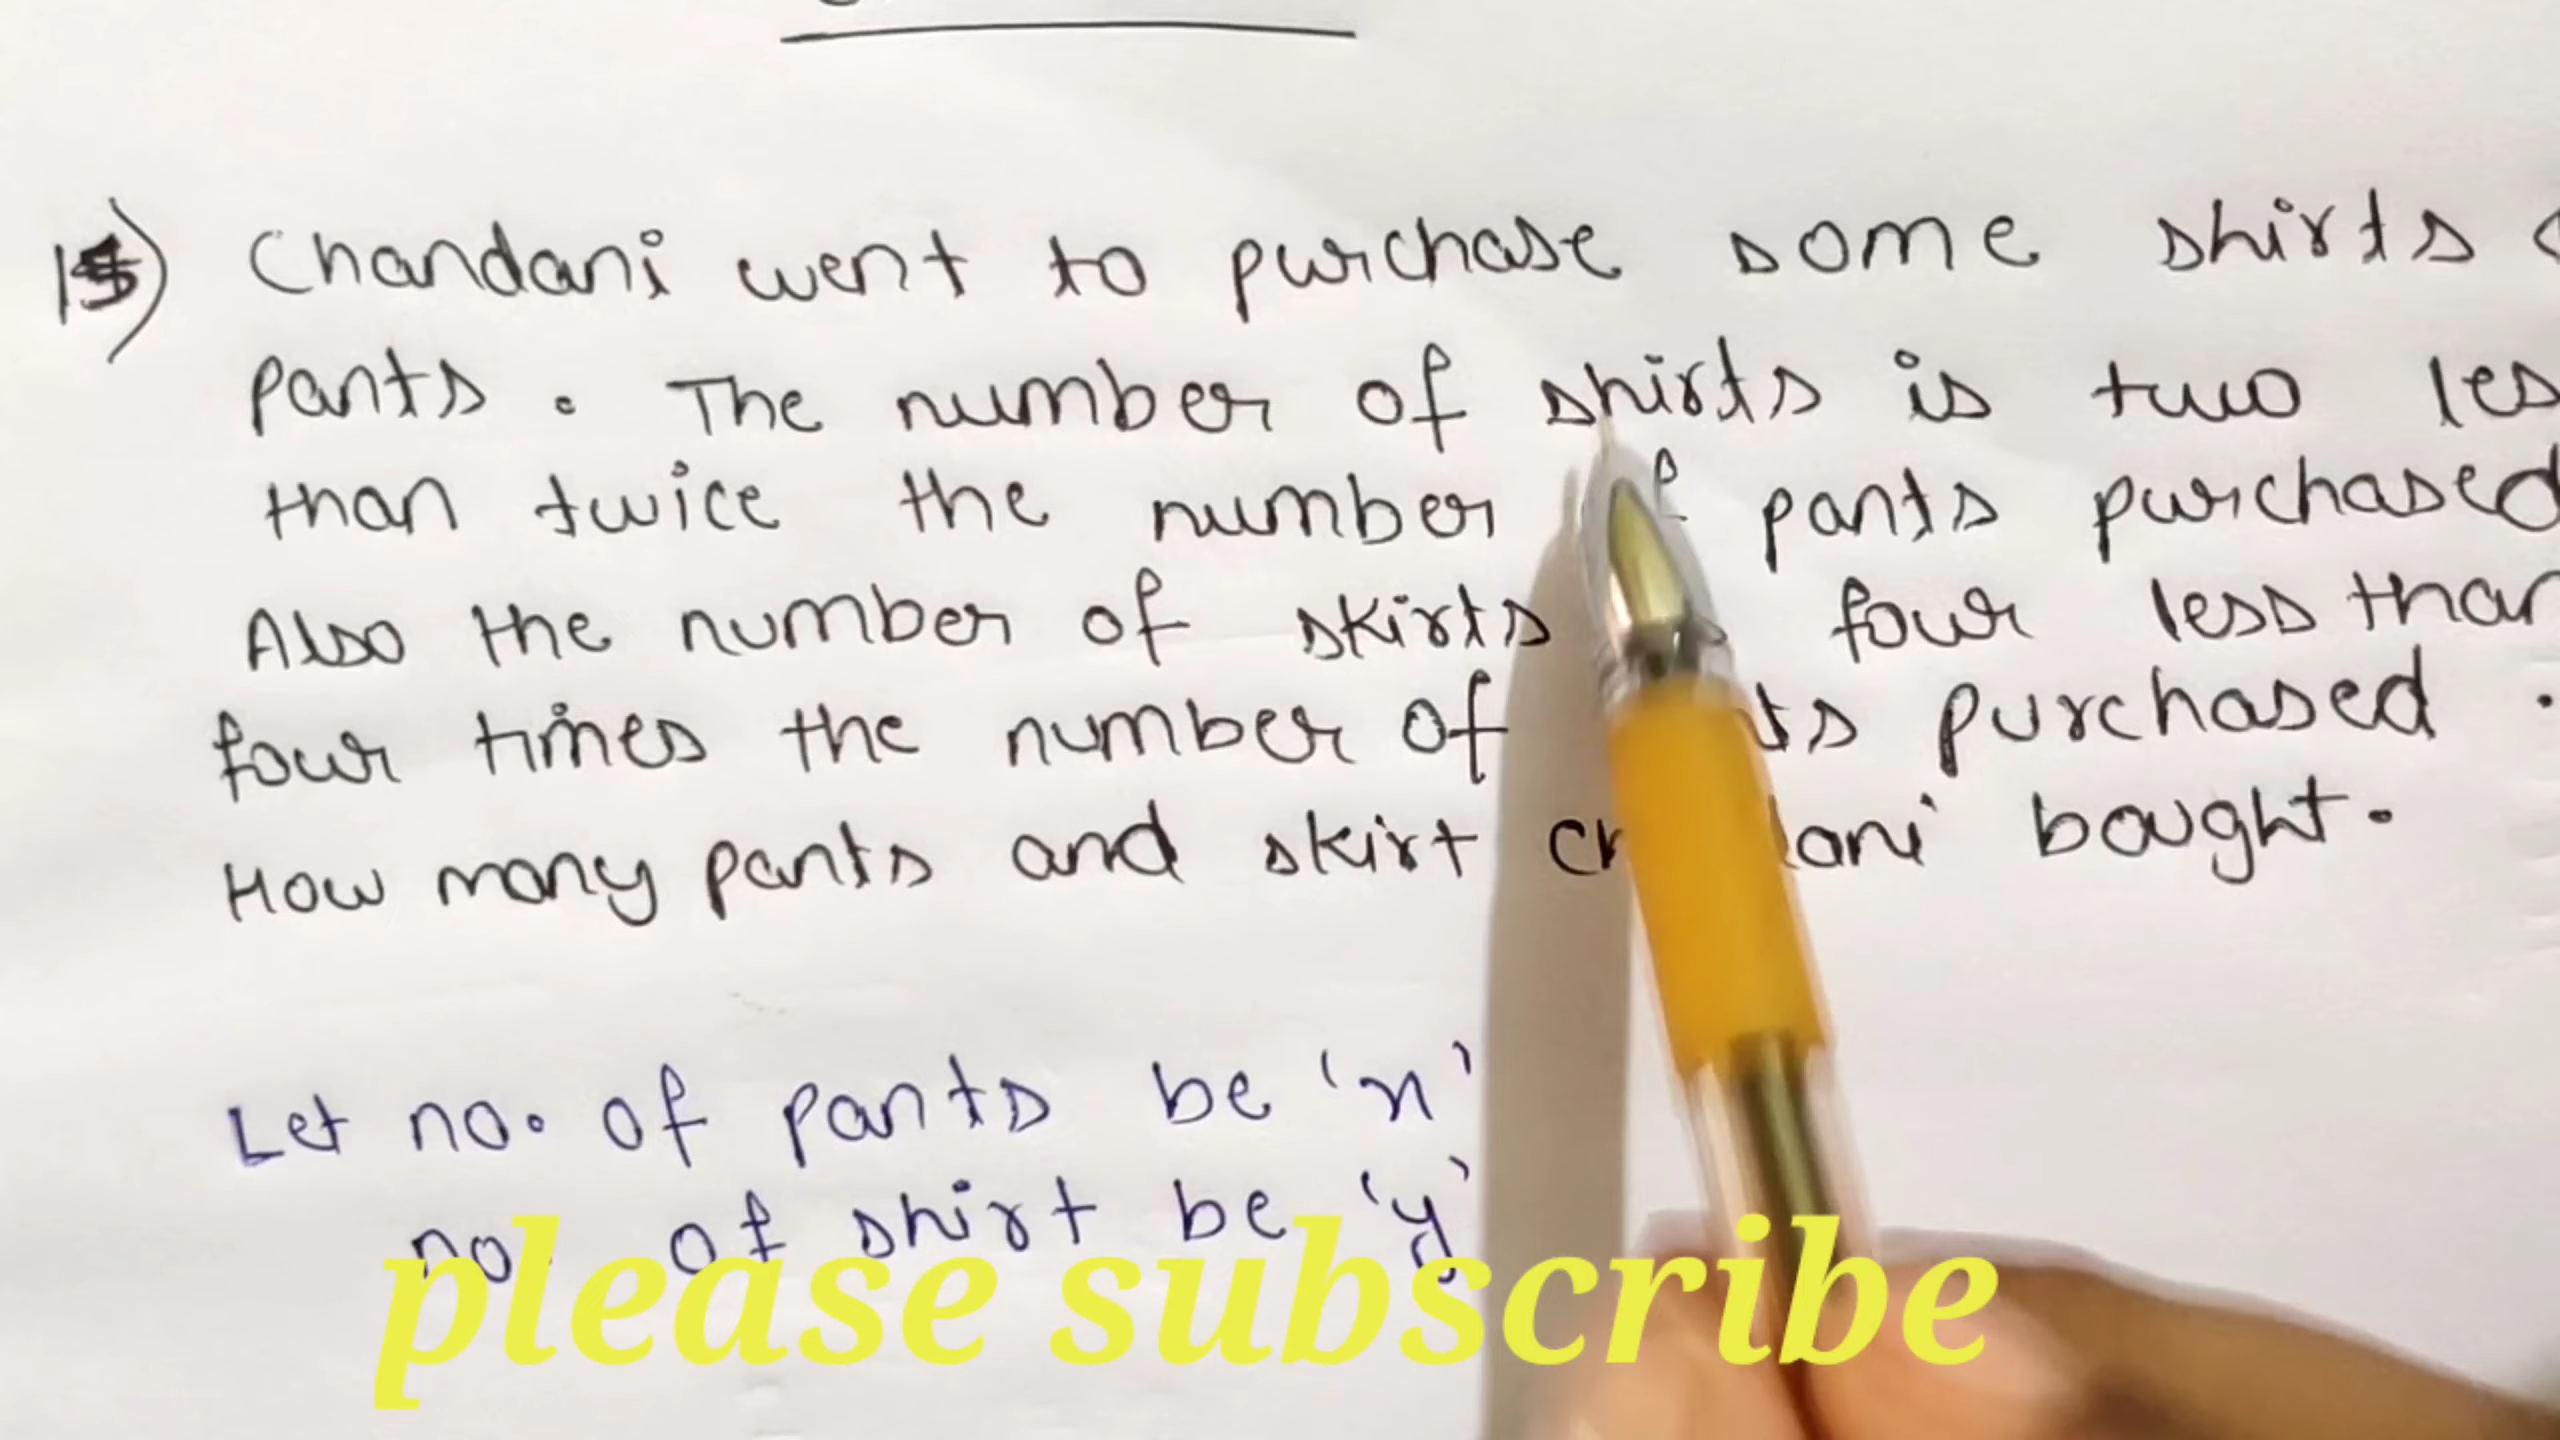 15) Chandani went to purchase some shirts
pants. The number of shirts is two les
than twice the number pants purchased
Also the number of skirts four less than
four times the number of purchased.
How many pants and skirt bought.
Let no. of pants be 'x'
no. of shirt be 'y'
please subscribe